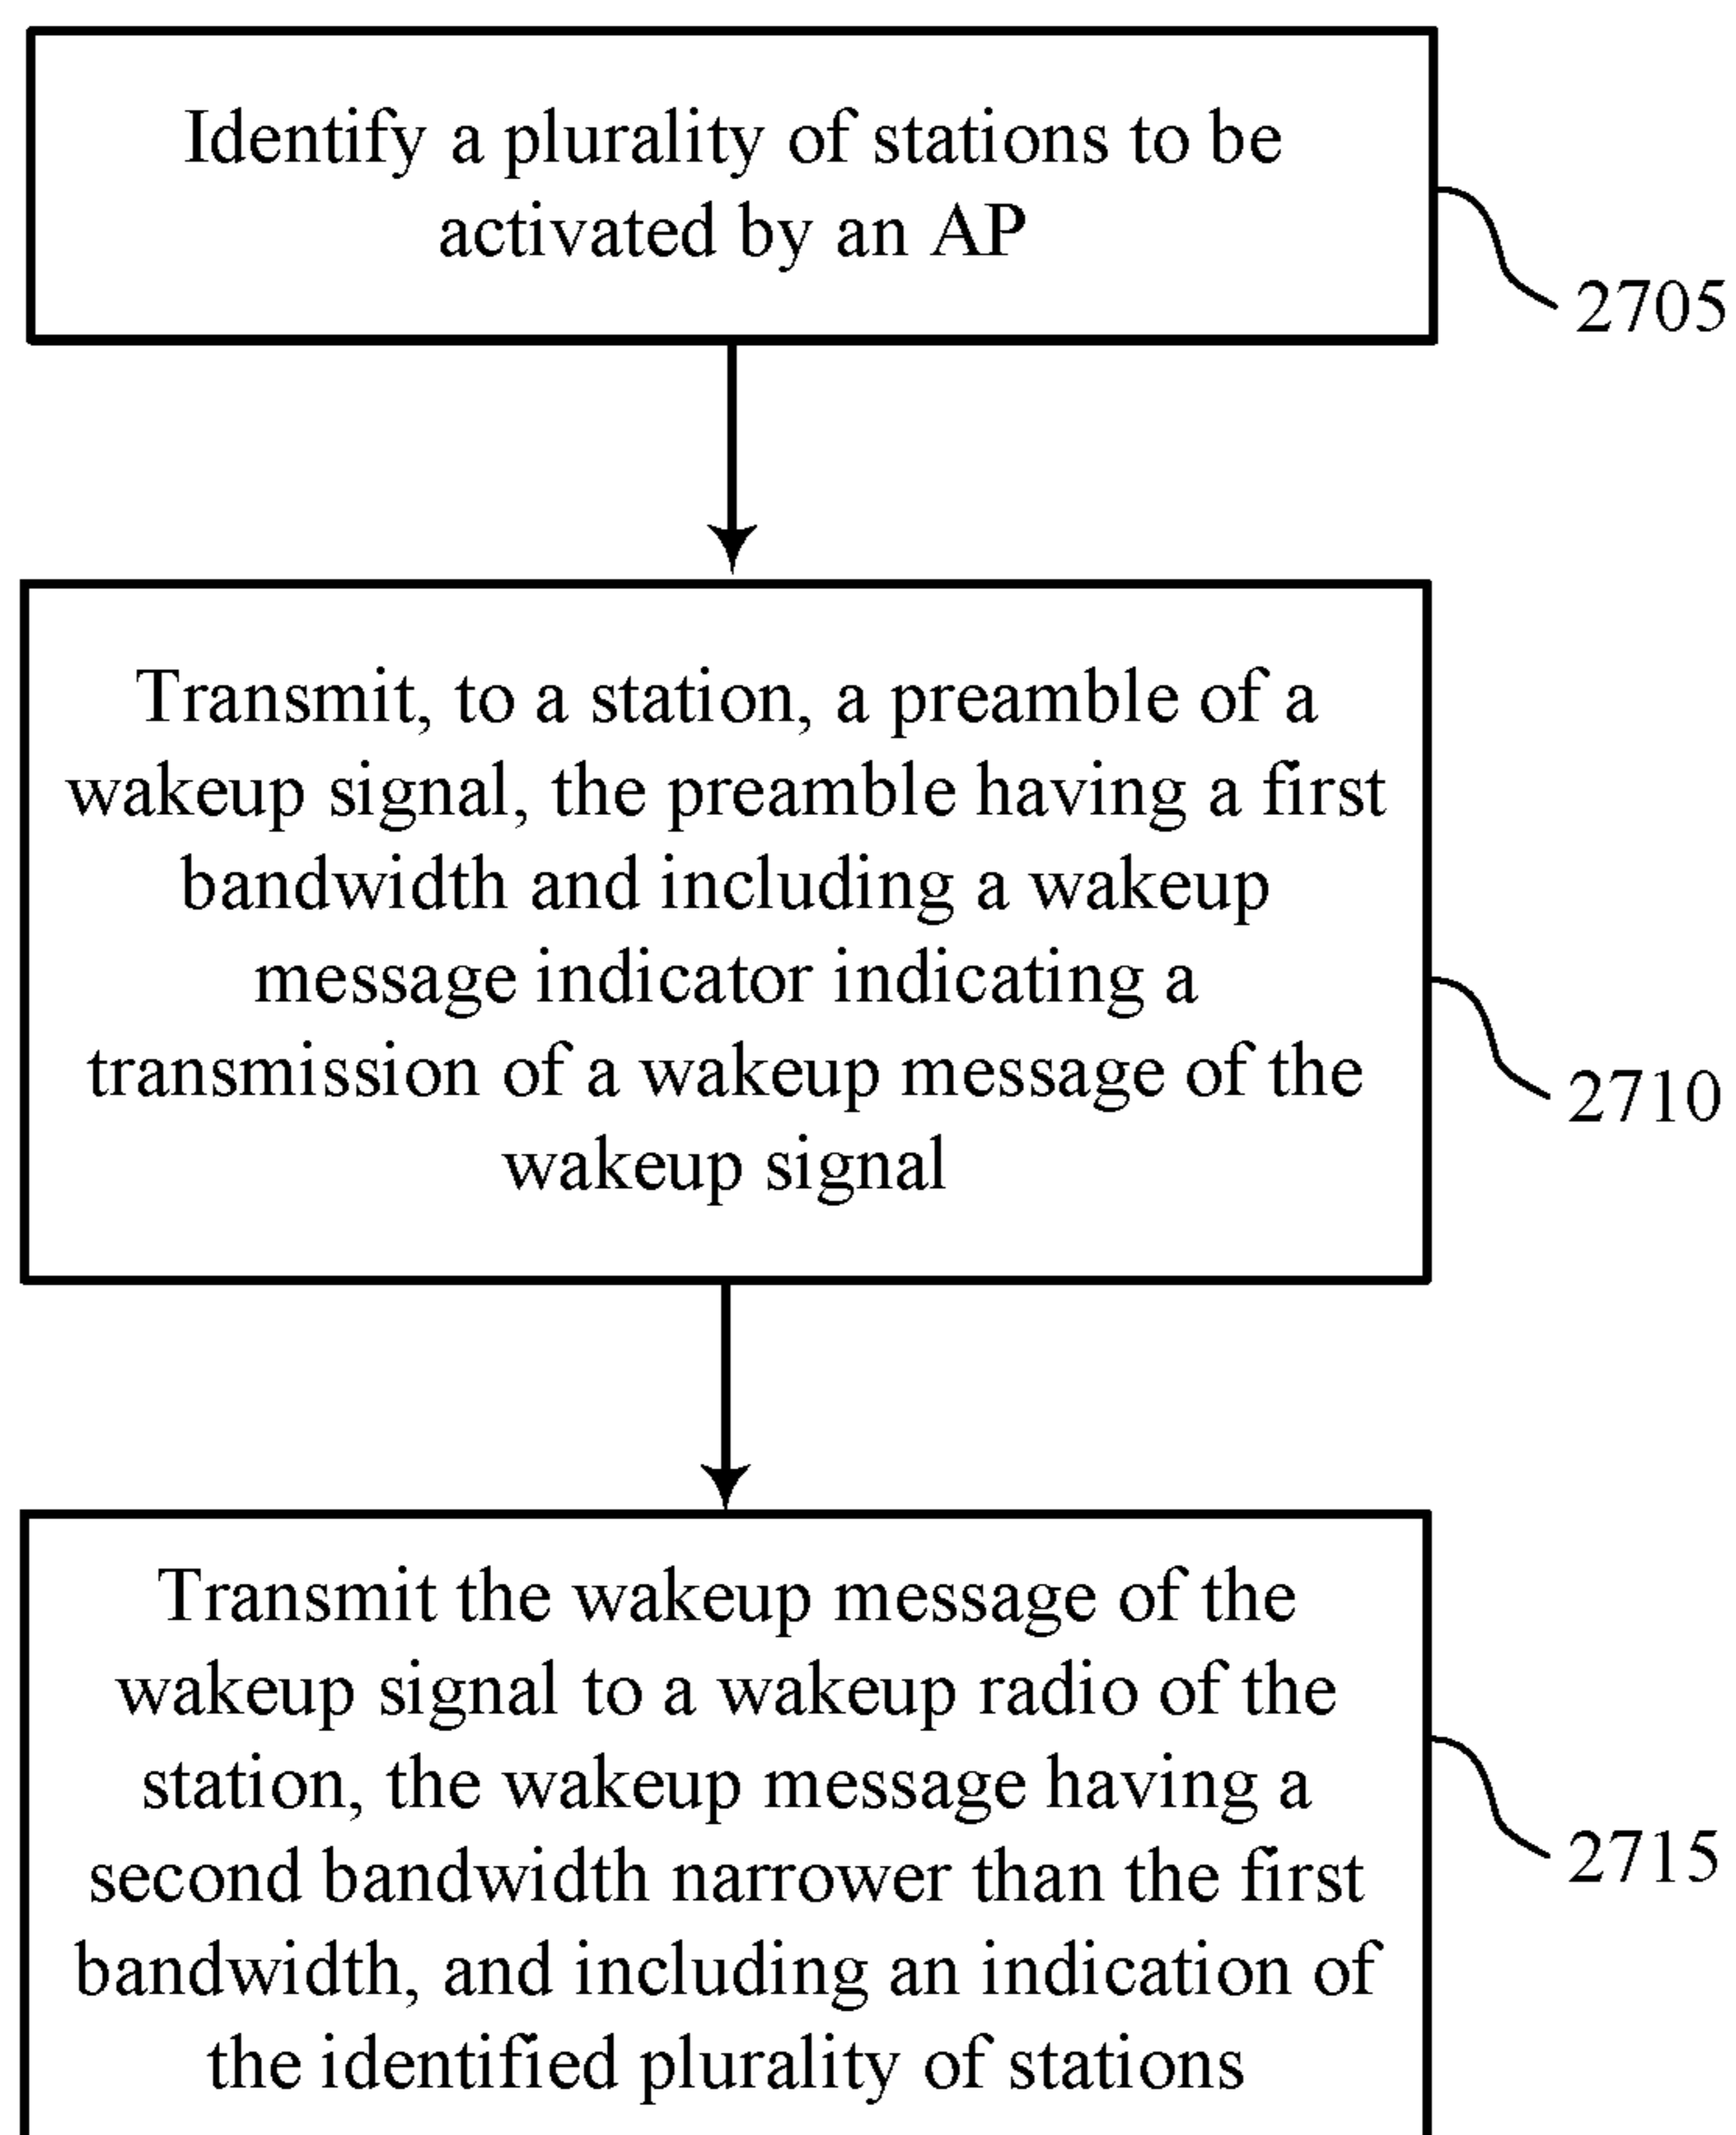 Identify a plurality of stations to be
activated by an AP
2705
Transmit, to a station, a preamble of a
wakeup signal, the preamble having a first
bandwidth and including a wakeup
message indicator indicating a
transmission of a wakeup message of the
wakeup signal
2710
Transmit the wakeup message of the
wakeup signal to a wakeup radio of the
station, the wakeup message having a
second bandwidth narrower than the first
bandwidth, and including an indication of
the identified plurality of stations
2715